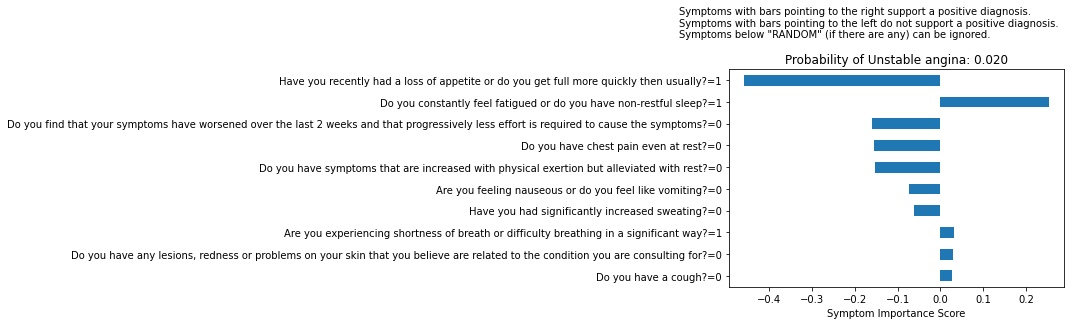 Symptoms with bars pointing to the right support a positive diagnosis.
Symptoms with bars pointing to the left do not support a positive diagnosis.
Symptoms below "RANDOM" (if there are any) can be ignored.
Probability of Unstable angina: 0.020
Have you recently had a loss of appetite or do you get full more quickly then usually?=1
Do you constantly feel fatigued or do you have non-restful sleep?=1
Do you find that your symptoms have worsened over the last 2 weeks and that progressively less effort is required to cause the symptoms?=0
Do you have chest pain even at rest?=0
Do you have symptoms that are increased with physical exertion but alleviated with rest?=0
Are you feeling nauseous or do you feel like vomiting?=0
Have you had significantly increased sweating?=0
Are you experiencing shortness of breath or difficulty breathing in a significant way?=1
Do you have any lesions, redness or problems on your skin that you believe are related to the condition you are consulting for?=0
Do you have a cough?=0
−0.4 −0.3 −0.2 −0.1 0.0 0.1 0.2
Symptom Importance Score